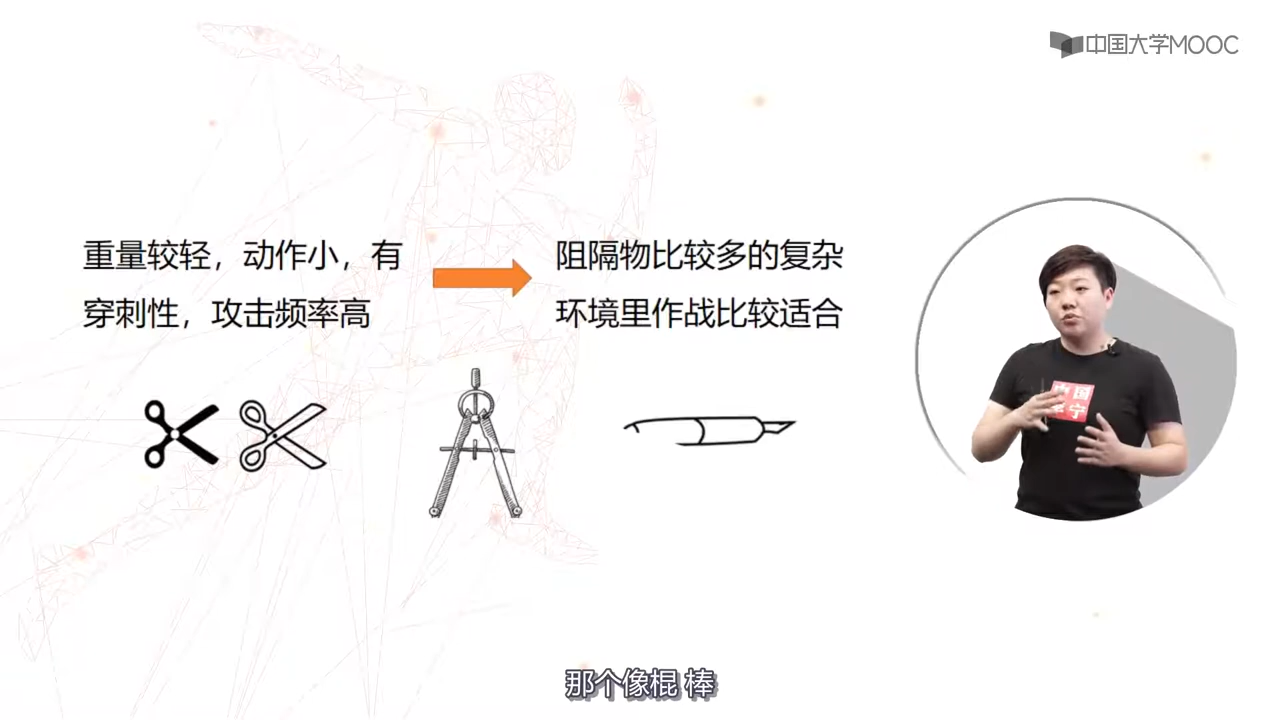 中国大学MOOC
重量较轻，动作小，有
穿刺性，攻击频率高
阻隔物比较多的复杂
环境里作战比较适合
那个像棍 棒